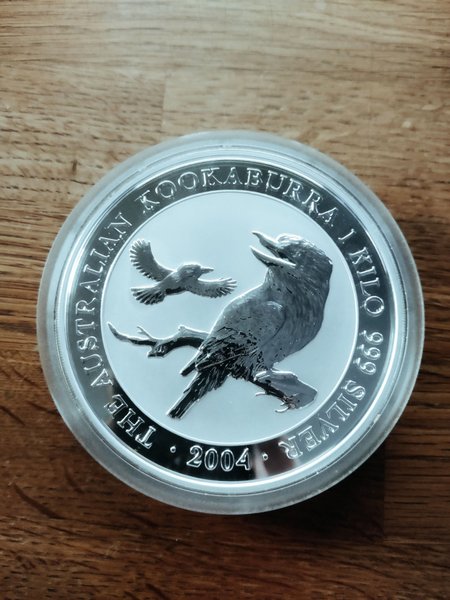 THE AUSTRALIAN KOOKABURRA 1 KILO 999 SILVER
· 2004 ·